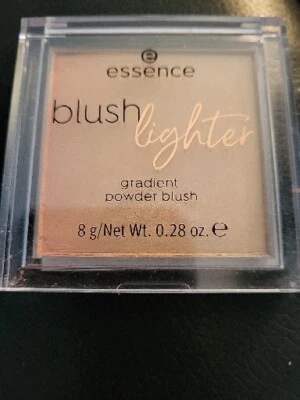 e
essence
blush lighter
gradient
powder blush
8 g/Net Wt. 0.28 oz. ℮